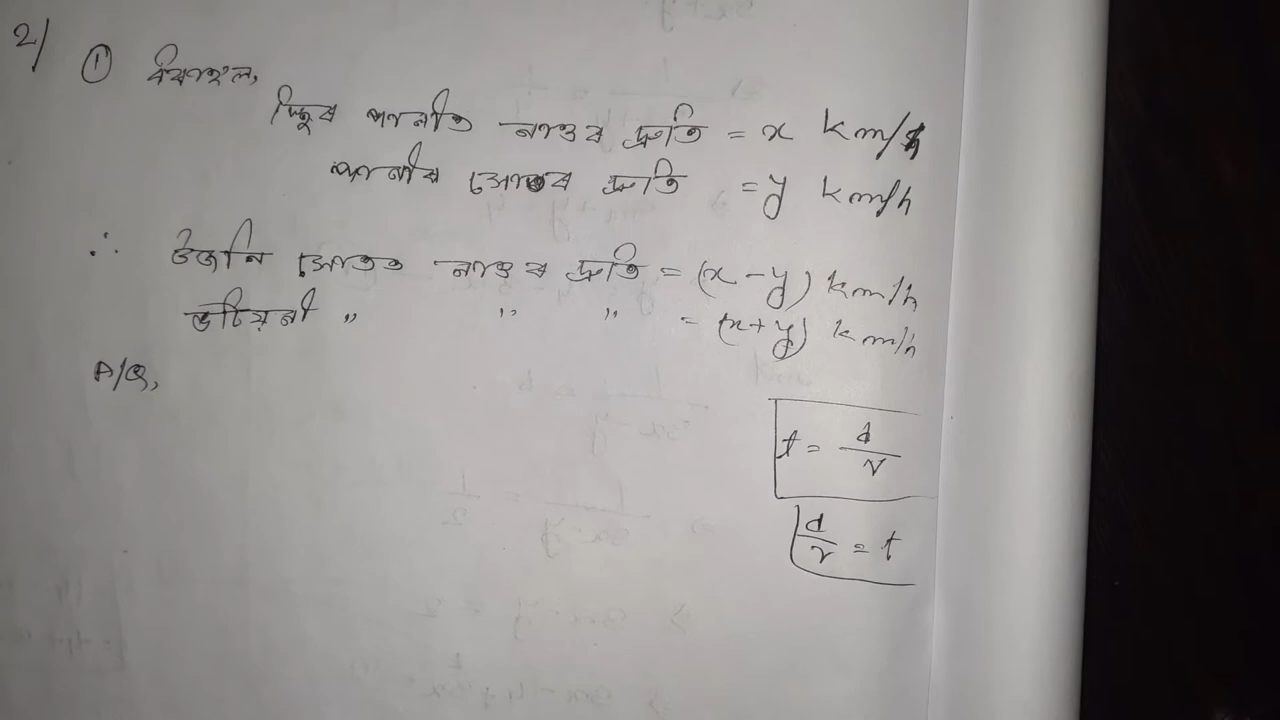 2/ ① ধৰাহ'ল,
স্থিৰ পানীত নাওৰ দ্ৰুতি = x km/h
পানীৰ সোতৰ দ্ৰুতি = y km/h
∴ উজনি সোতত নাওৰ দ্ৰুতি = (x - y) km/h
ভটিয়নী " " " = (x + y) km/h
A/Q,
t = d/v
d/v = t